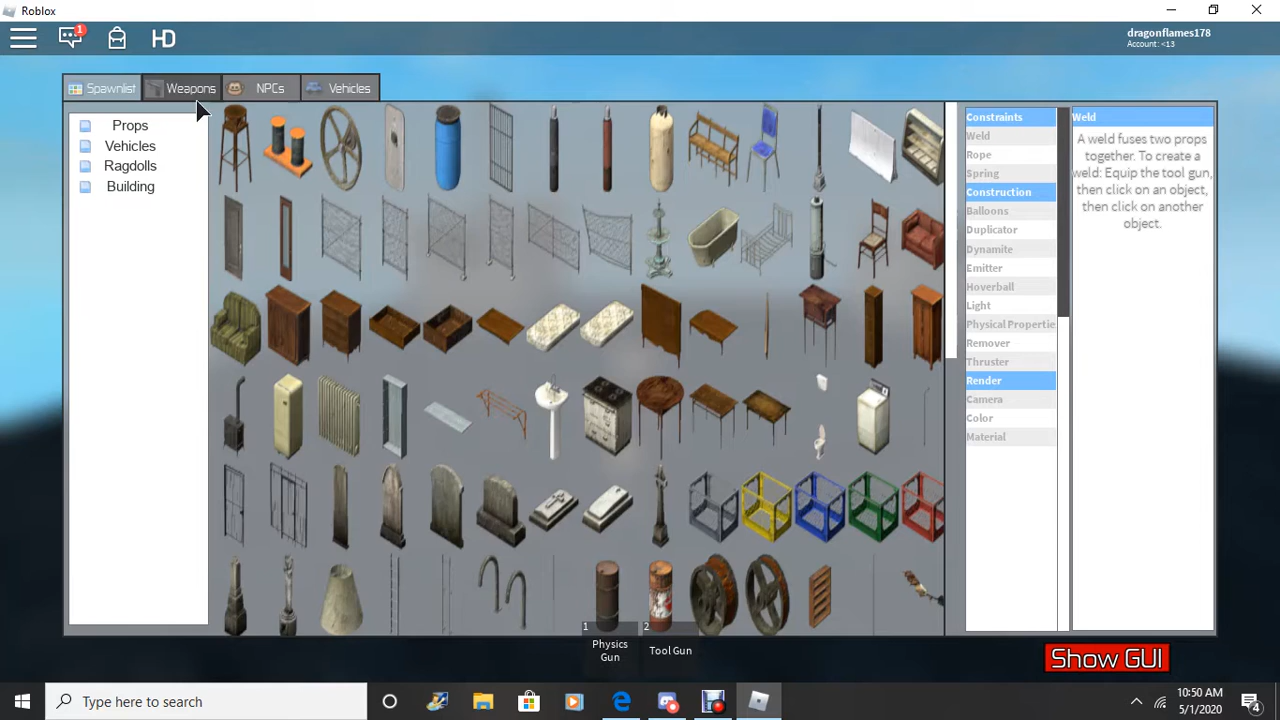 Roblox
1
HD
dragonflames178
Account: <13
Spawnlist
Weapons
NPCs
Vehicles
Props
Vehicles
Ragdolls
Building
Constraints
Weld
Rope
Spring
Construction
Balloons
Duplicator
Dynamite
Emitter
Hoverball
Light
Physical Propertie
Remover
Thruster
Render
Camera
Color
Material
Weld
A weld fuses two props
together. To create a
weld: Equip the tool gun,
then click on an object,
then click on another
object.
1
Physics
Gun
2
Tool Gun
Show GUI
Type here to search
10:50 AM
5/1/2020
4